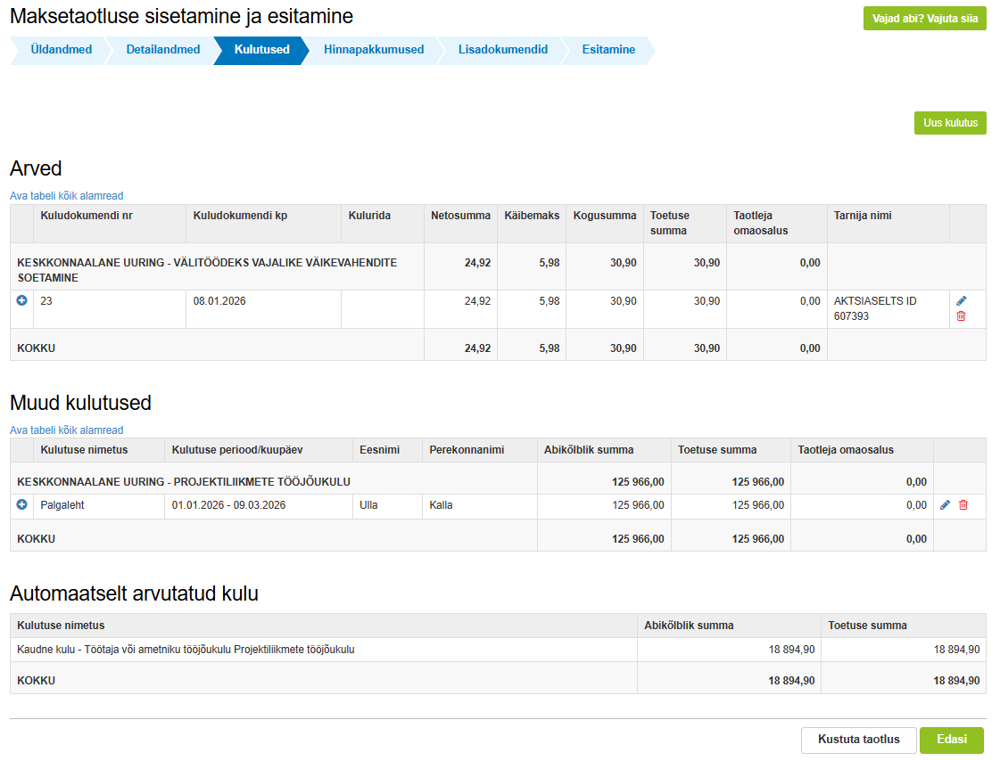 Maksetaotluse sisetamine ja esitamine
Vajad abi? Vajuta siia
Üldandmed
Detailandmed
Kulutused
Hinnapakkumused
Lisadokumendid
Esitamine
Uus kulutus
Arved
Ava tabeli kõik alamread
Kuludokumendi nr Kuludokumendi kp Kulurida Netosumma Käibemaks Kogusumma Toetuse summa Taotleja omaosalus Tarnija nimi
KESKKONNAALANE UURING - VÄLITÖÖDEKS VAJALIKE VÄIKEVAHENDITE SOETAMINE 24,92 5,98 30,90 30,90 0,00
23 08.01.2026 24,92 5,98 30,90 30,90 0,00 AKTSIASELTS ID 607393
KOKKU 24,92 5,98 30,90 30,90 0,00
Muud kulutused
Ava tabeli kõik alamread
Kulutuse nimetus Kulutuse periood/kuupäev Eesnimi Perekonnanimi Abikõlblik summa Toetuse summa Taotleja omaosalus
KESKKONNAALANE UURING - PROJEKTILIIKMETE TÖÖJÕUKULU 125 966,00 125 966,00 0,00
Palgaleht 01.01.2026 - 09.03.2026 Ulla Kalla 125 966,00 125 966,00 0,00
KOKKU 125 966,00 125 966,00 0,00
Automaatselt arvutatud kulu
Kulutuse nimetus Abikõlblik summa Toetuse summa
Kaudne kulu - Töötaja või ametniku tööjõukulu Projektiliikmete tööjõukulu 18 894,90 18 894,90
KOKKU 18 894,90 18 894,90
Kustuta taotlus
Edasi